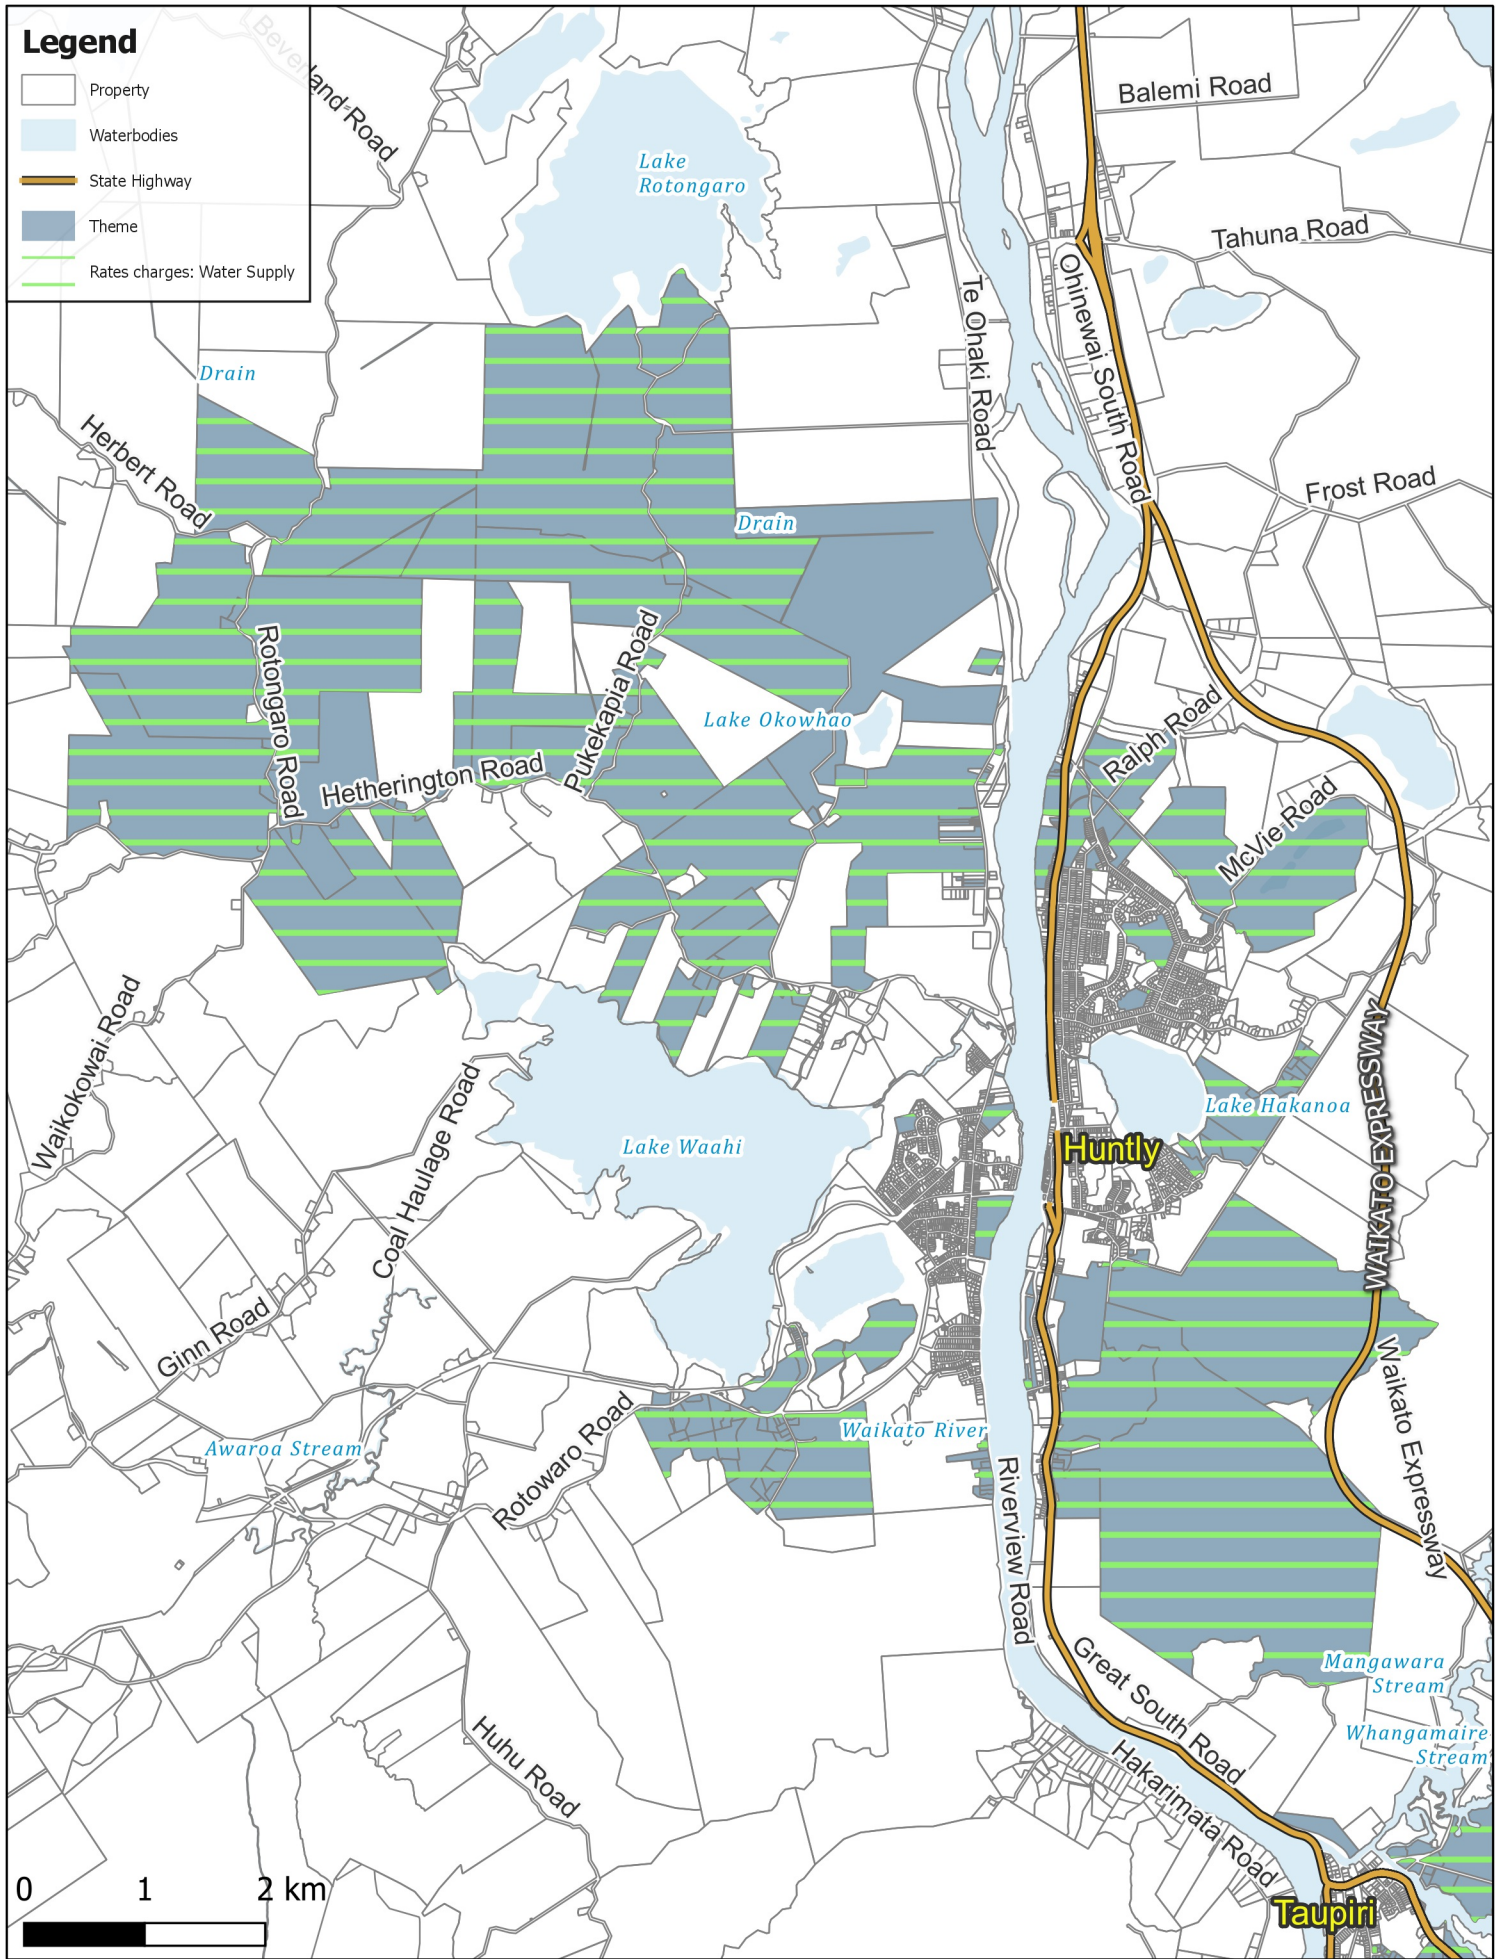 Legend
Property
Waterbodies
State Highway
Theme
Rates charges: Water Supply
Beverland Road
Balemi Road
Lake
Rotongaro
Tahuna Road
Ohinewai South Road
Te Ohaki Road
Drain
Herbert Road
Frost Road
Drain
Rotongaro Road
Pukekapia Road
Lake Okowhao
Ralph Road
Hetherington Road
McVie Road
Waikokowai Road
WAIKATO EXPRESSWAY
Coal Haulage Road
Lake Hakanoa
Lake Waahi
Huntly
Ginn Road
Waikato Expressway
Rotowaro Road
Waikato River
Awaroa Stream
Riverview Road
Great South Road
Mangawara
Stream
Whangamaire
Stream
Huhu Road
Hakarimata Road
0 1 2 km
Taupiri